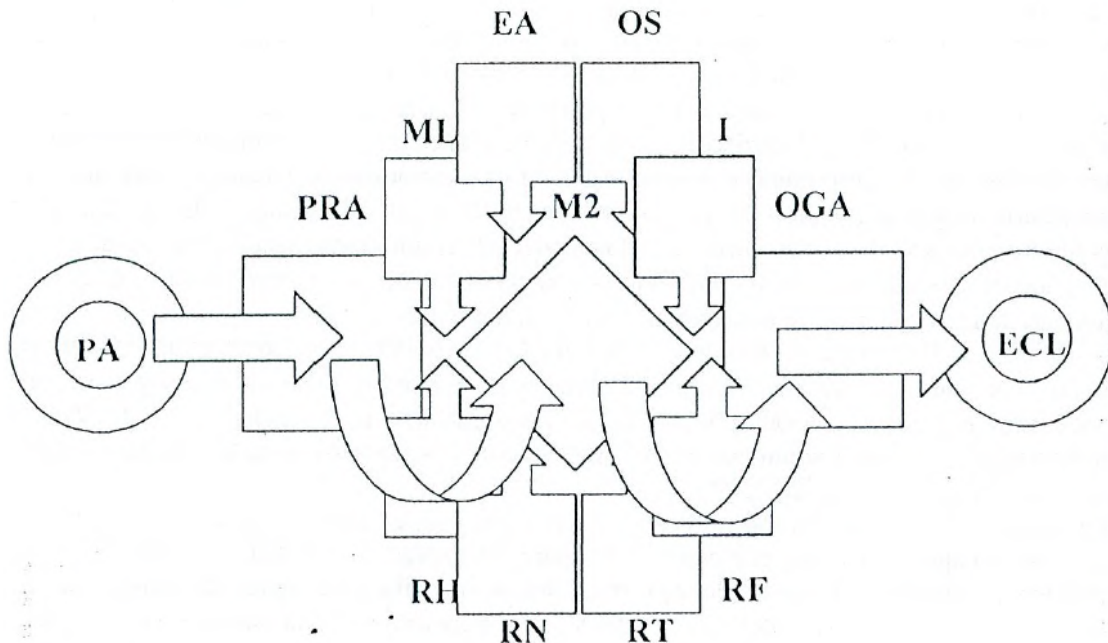 EA OS
ML I
PRA M2 OGA
PA ECL
RH RF
RN RT